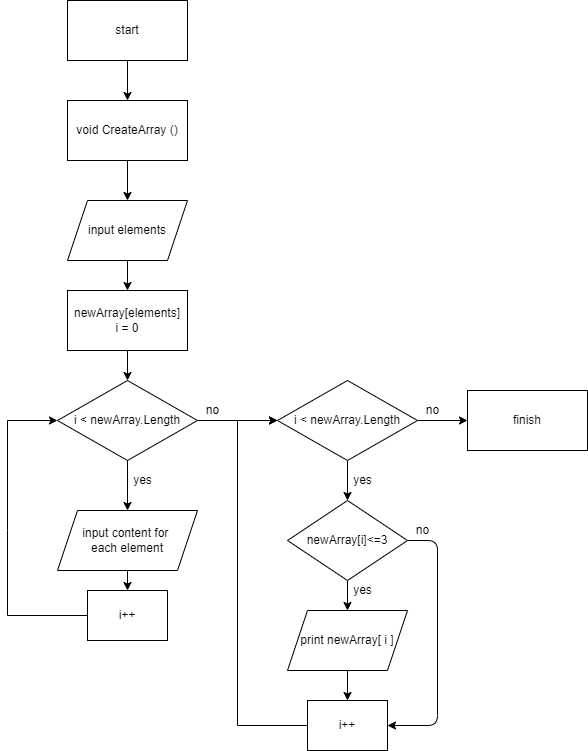 start
void CreateArray ()
input elements
newArray[elements]
i = 0
i < newArray.Length
no
yes
input content for
each element
i++
i < newArray.Length
no
finish
yes
newArray[i]<=3
no
yes
print newArray[ i ]
i++